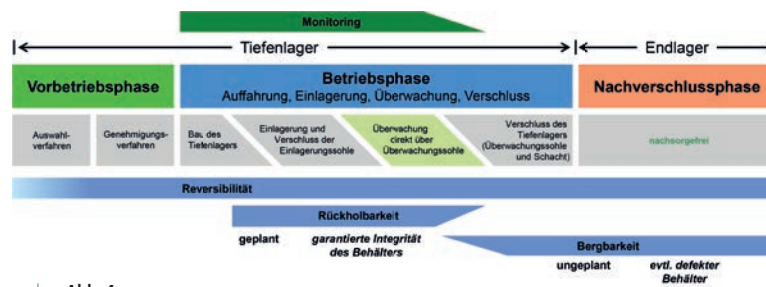 Monitoring
Tiefenlager
Endlager
Vorbetriebsphase
Betriebsphase
Auffahrung, Einlagerung, Überwachung, Verschluss
Nachverschlussphase
Auswahl-
verfahren
Genehmigungs-
verfahren
Bau des
Tiefenlagers
Einlagerung und
Verschluss der
Einlagerungssohle
Überwachung
direkt über
Überwachungssohle
Verschluss des
Tiefenlagers
(Überwachungssohle
und Schacht)
nachsorgefrei
Reversibilität
Rückholbarkeit
geplant
garantierte Integrität
des Behälters
Bergbarkeit
ungeplant
evtl. defekter
Behälter